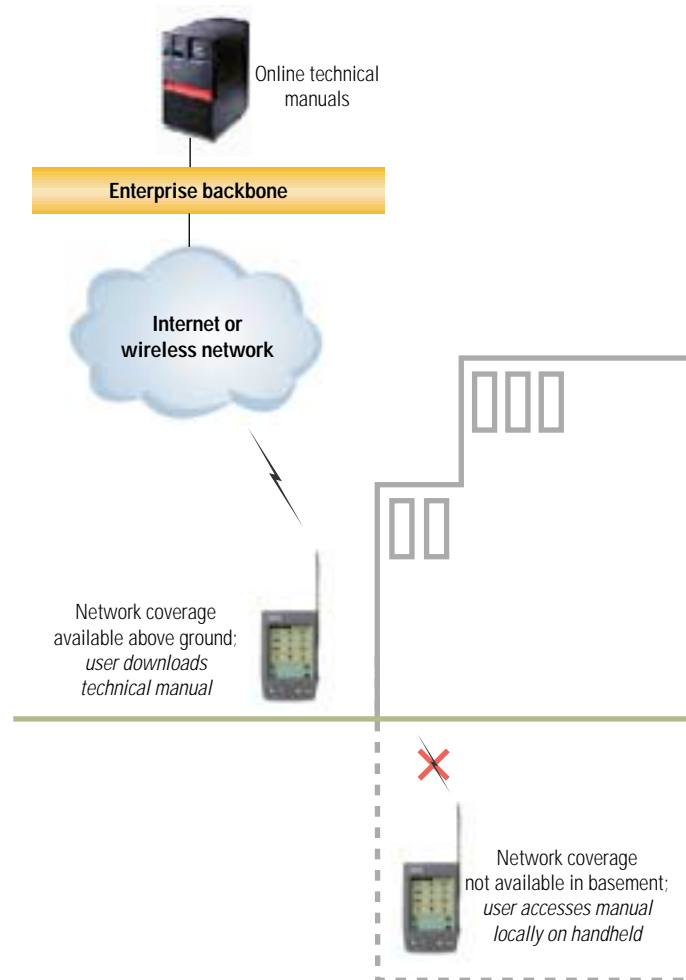 Online technical
manuals
Enterprise backbone
Internet or
wireless network
Network coverage
available above ground;
user downloads
technical manual
Network coverage
not available in basement;
user accesses manual
locally on handheld